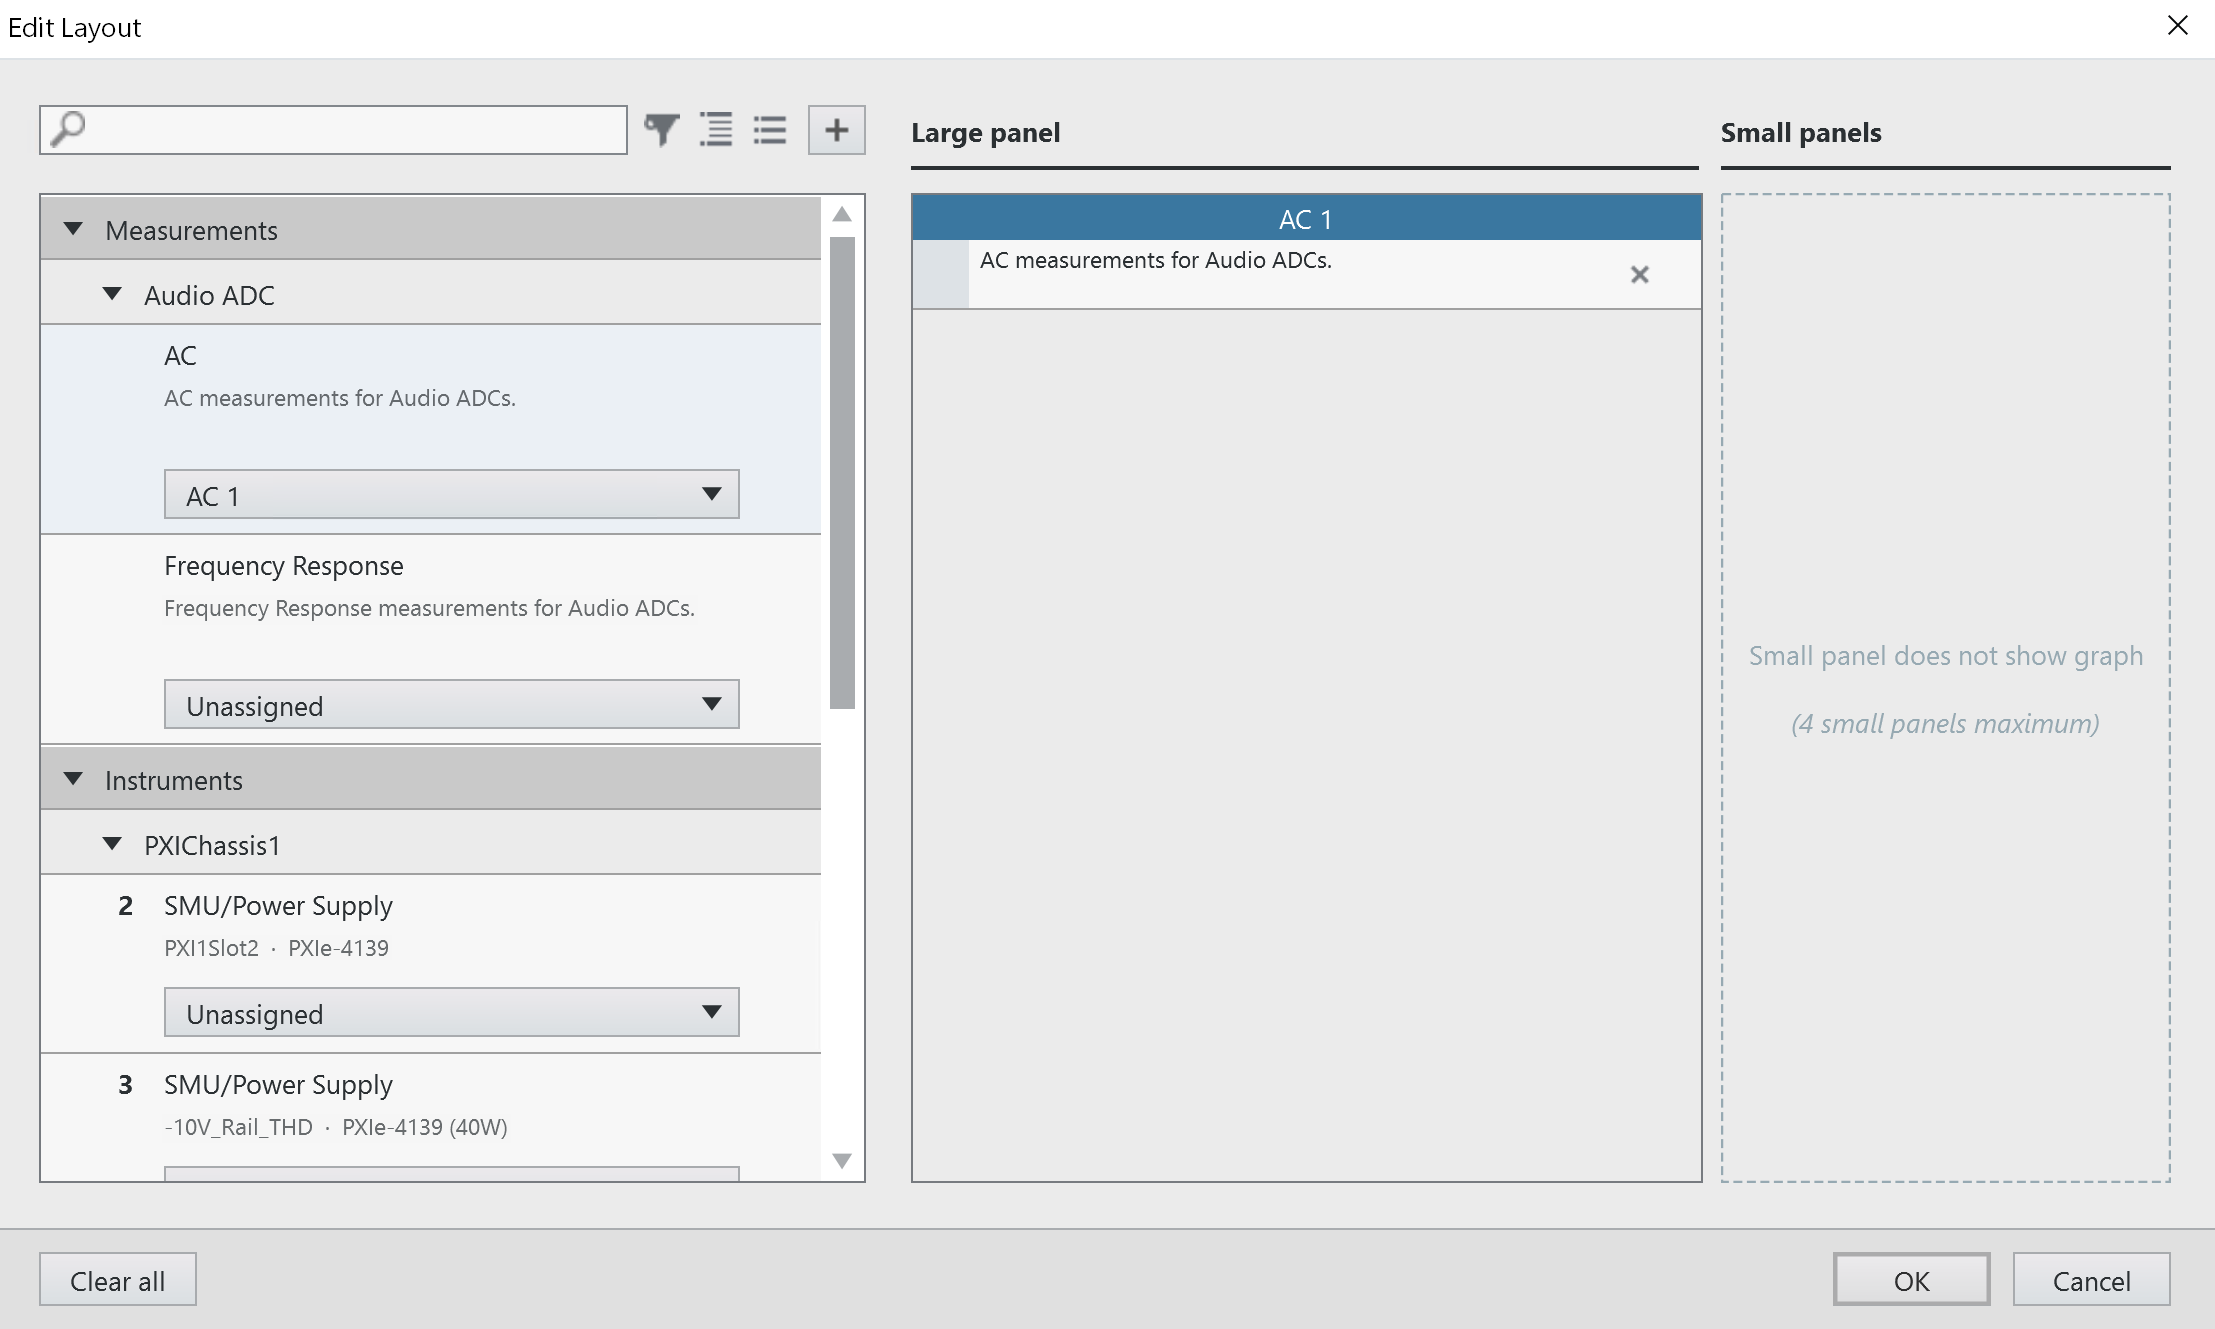 Edit Layout
Large panel
Small panels
Measurements
Audio ADC
AC
AC measurements for Audio ADCs.
AC 1
Frequency Response
Frequency Response measurements for Audio ADCs.
Unassigned
Instruments
PXIChassis1
2 SMU/Power Supply
PXI1Slot2 · PXIe-4139
Unassigned
3 SMU/Power Supply
-10V_Rail_THD · PXIe-4139 (40W)
AC 1
AC measurements for Audio ADCs.
Small panel does not show graph
(4 small panels maximum)
Clear all
OK
Cancel